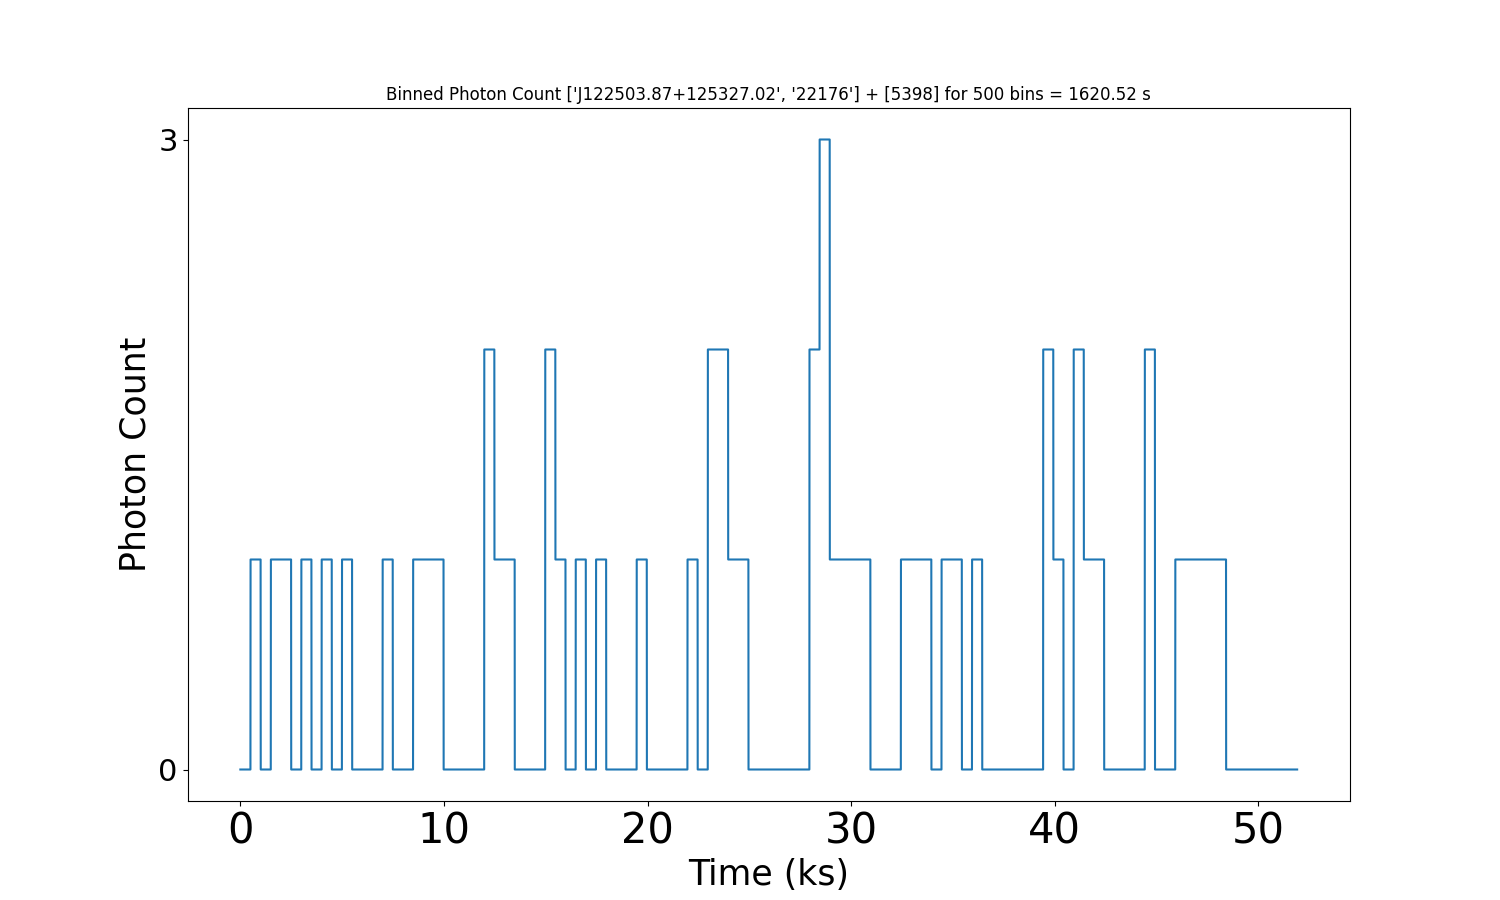 Binned Photon Count ['J122503.87+125327.02', '22176'] + [5398] for 500 bins = 1620.52 s
3
Photon Count
0
0 10 20 30 40 50
Time (ks)